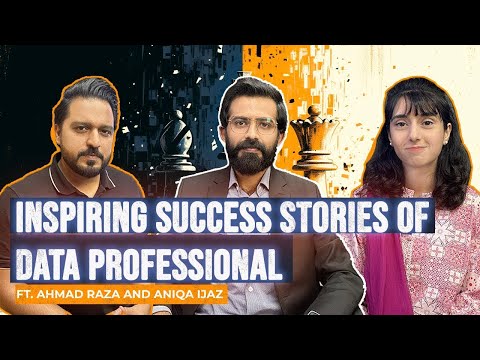 INSPIRING SUCCESS STORIES OF
DATA PROFESSIONAL
FT. AHMAD RAZA AND ANIQA IJAZ